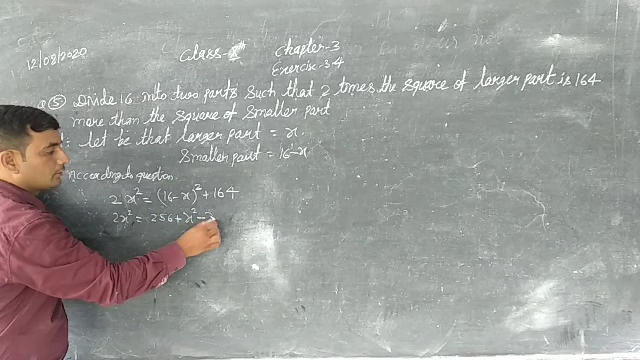 12/08/2020
Class-X
Chapter-3
Exercise-3.4
Q(5) Divide 16 into two parts such that 2 times the square of larger part is 164
more than the square of smaller part
let be that larger part = x
Smaller part = 16-x
According to question
2x² = (16-x)² + 164
2x² = 256 + x² - 3